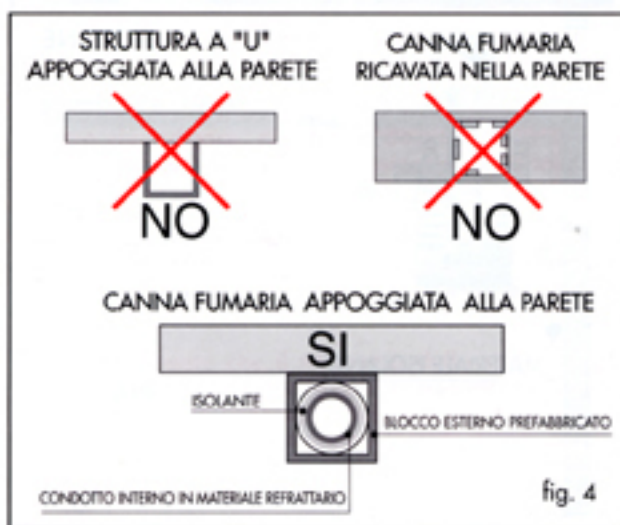 STRUTTURA A "U"
APPOGGIATA ALLA PARETE
NO
CANNA FUMARIA
RICAVATA NELLA PARETE
NO
CANNA FUMARIA APPOGGIATA ALLA PARETE
SI
ISOLANTE
BLOCCO ESTERNO PREFABBRICATO
CONDOTTO INTERNO IN MATERIALE REFRATTARIO
fig. 4